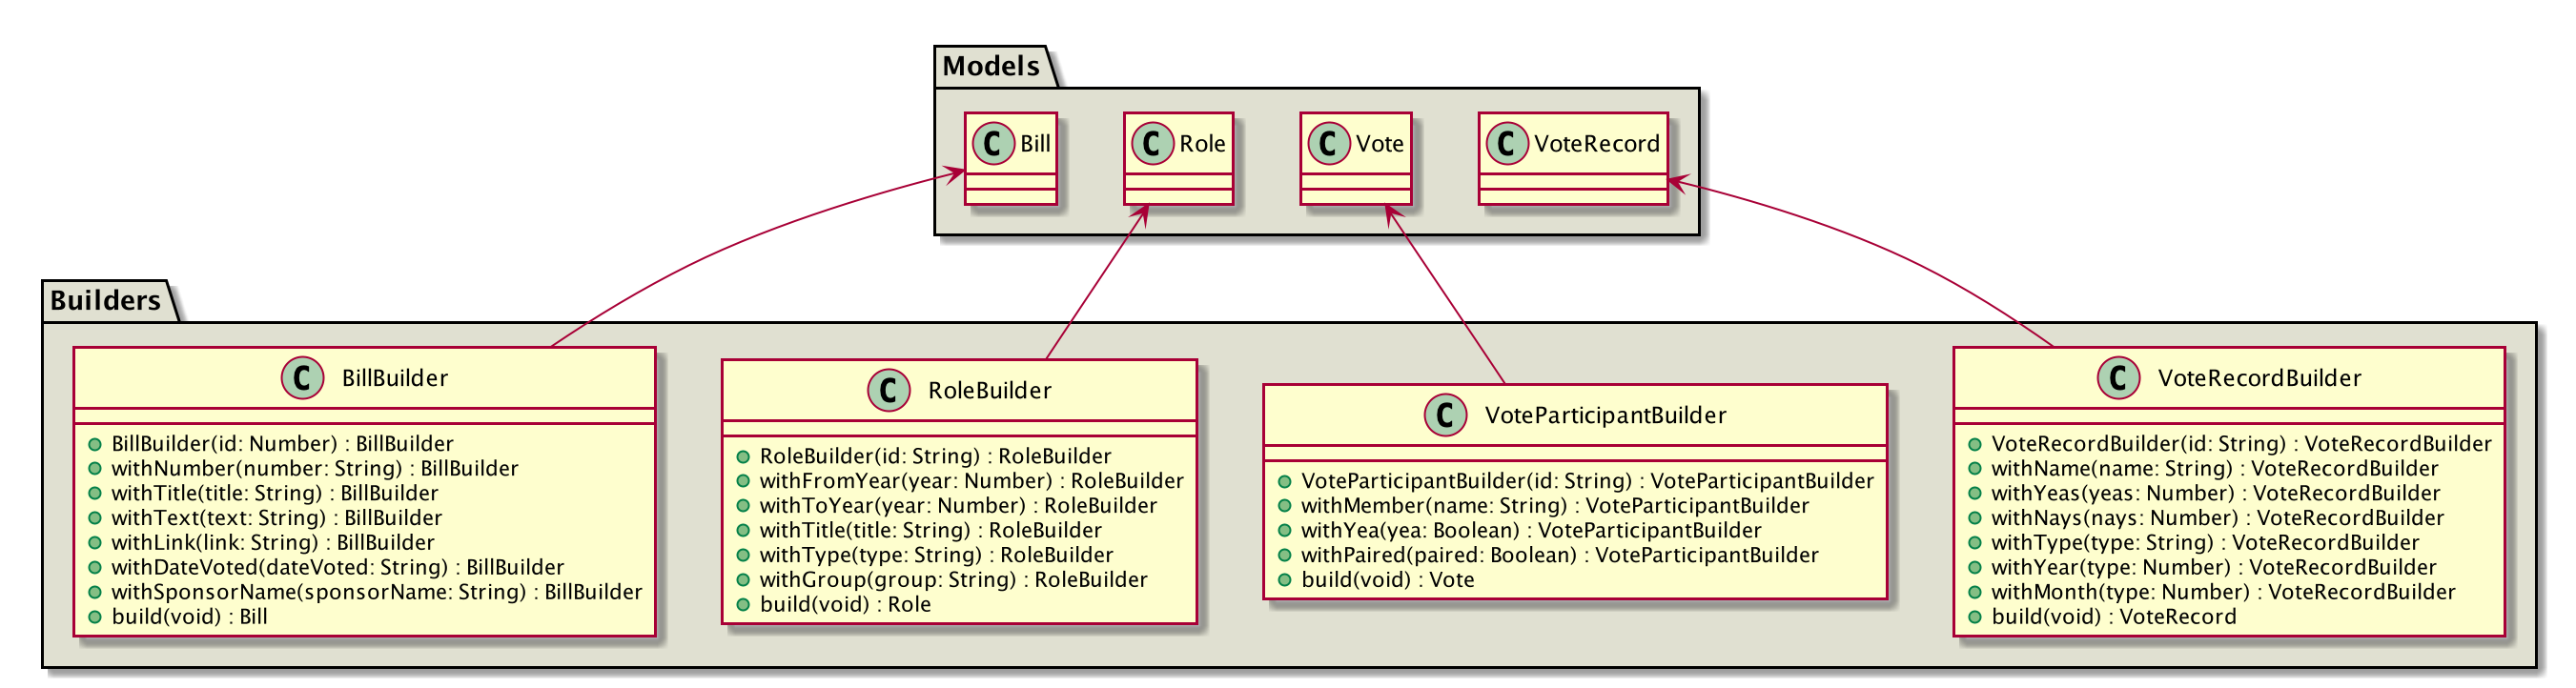 Models
C Bill
C Role
C Vote
C VoteRecord
Builders
C BillBuilder
BillBuilder(id: Number) : BillBuilder
withNumber(number: String) : BillBuilder
withTitle(title: String) : BillBuilder
withText(text: String) : BillBuilder
withLink(link: String) : BillBuilder
withDateVoted(dateVoted: String) : BillBuilder
withSponsorName(sponsorName: String) : BillBuilder
build(void) : Bill
C RoleBuilder
RoleBuilder(id: String) : RoleBuilder
withFromYear(year: Number) : RoleBuilder
withToYear(year: Number) : RoleBuilder
withTitle(title: String) : RoleBuilder
withType(type: String) : RoleBuilder
withGroup(group: String) : RoleBuilder
build(void) : Role
C VoteParticipantBuilder
VoteParticipantBuilder(id: String) : VoteParticipantBuilder
withMember(name: String) : VoteParticipantBuilder
withYea(yea: Boolean) : VoteParticipantBuilder
withPaired(paired: Boolean) : VoteParticipantBuilder
build(void) : Vote
C VoteRecordBuilder
VoteRecordBuilder(id: String) : VoteRecordBuilder
withName(name: String) : VoteRecordBuilder
withYeas(yeas: Number) : VoteRecordBuilder
withNays(nays: Number) : VoteRecordBuilder
withType(type: String) : VoteRecordBuilder
withYear(type: Number) : VoteRecordBuilder
withMonth(type: Number) : VoteRecordBuilder
build(void) : VoteRecord